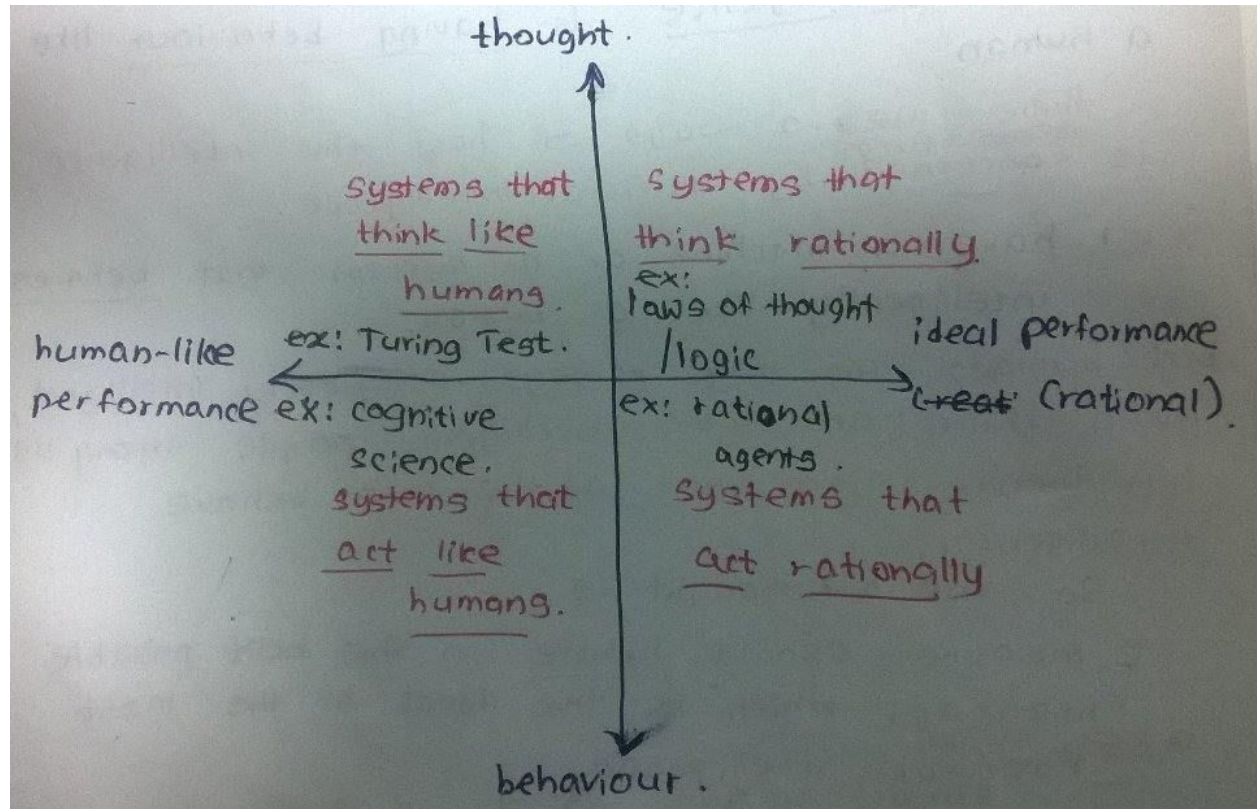 thought.
systems that
think like
humans.
ex: Turing Test.
systems that
think rationally.
ex:
laws of thought
/logic
human-like
performance
ideal performance
(rational).
ex: cognitive
science.
systems that
act like
humans.
ex: rational
agents.
systems that
act rationally
behaviour.